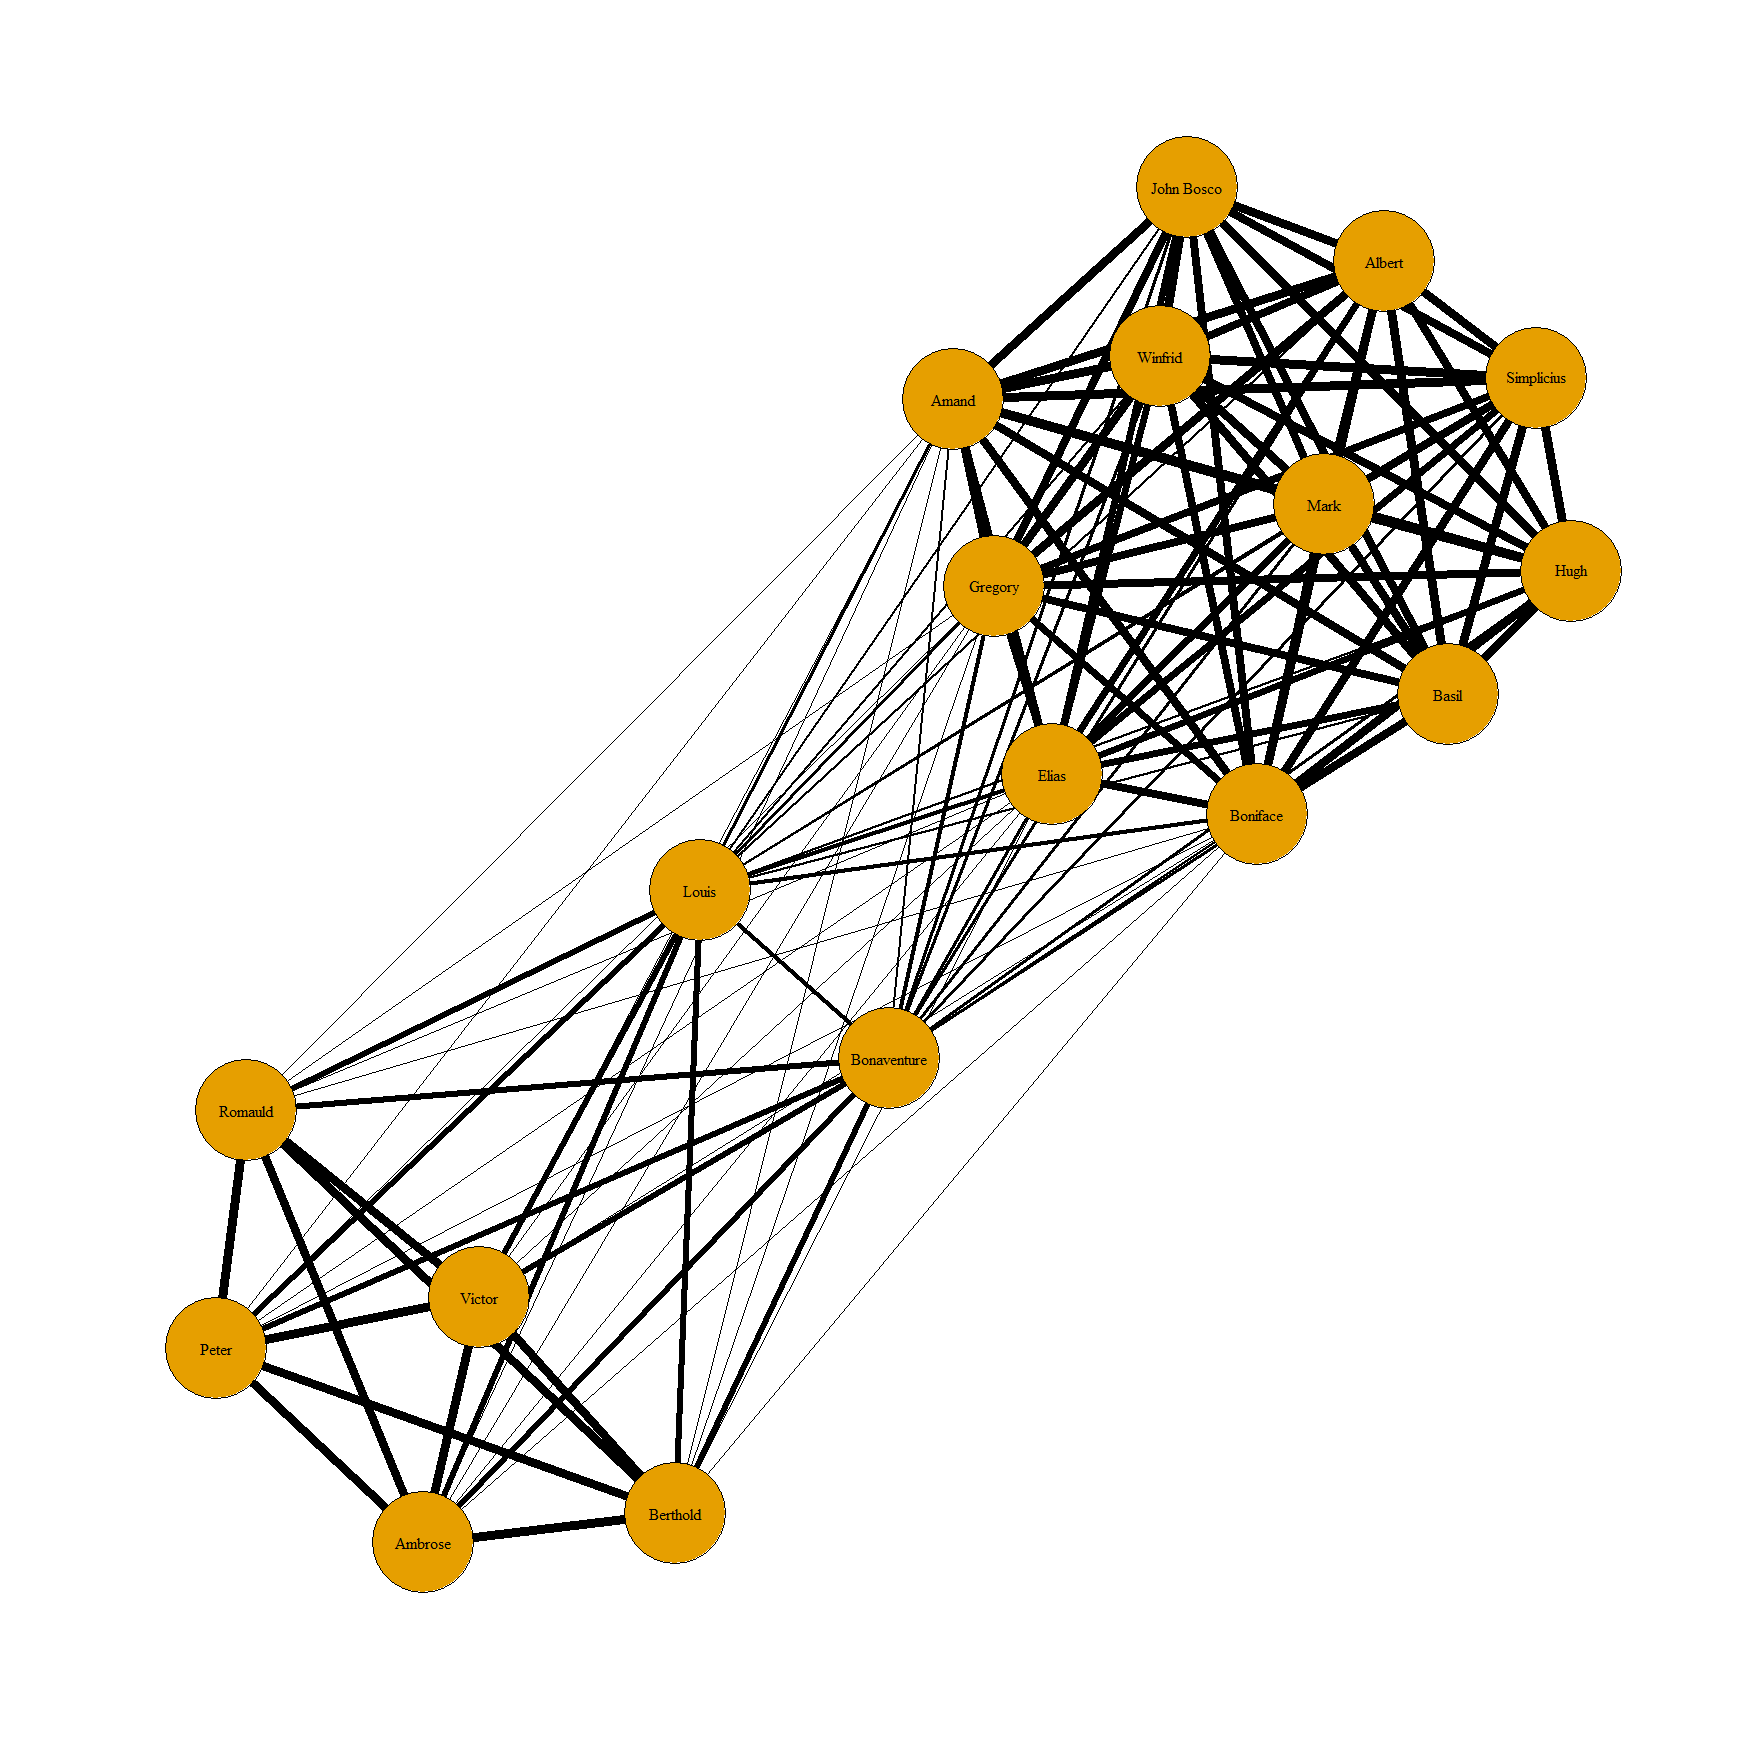 John Bosco
Albert
Winfrid
Simplicius
Amand
Mark
Hugh
Gregory
Basil
Elias
Boniface
Louis
Bonaventure
Romauld
Victor
Peter
Berthold
Ambrose